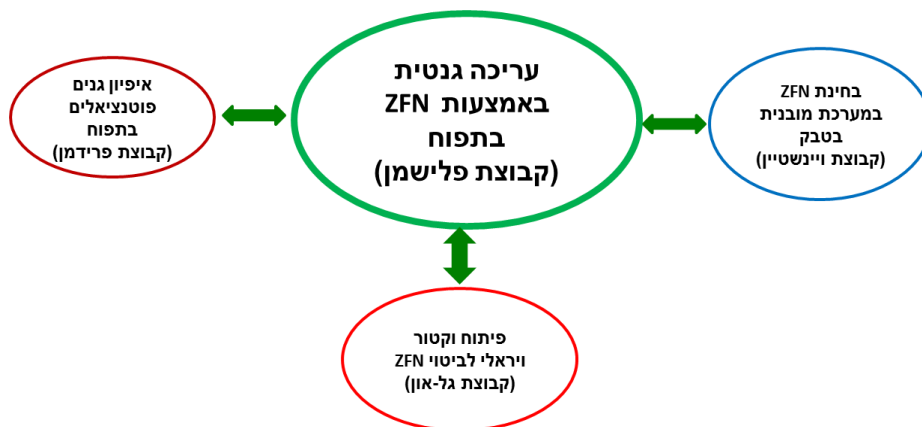 עריכה גנטית
באמצעות ZFN
בתפוח
(קבוצת פלישמן)
בחינת ZFN
במערכת מובנית
בטבק
(קבוצת ויינשטיין)
איפיון גנים
פוטנציאלים
בתפוח
(קבוצת פרידמן)
פיתוח וקטור
ויראלי לביטוי ZFN
(קבוצת גל-און)